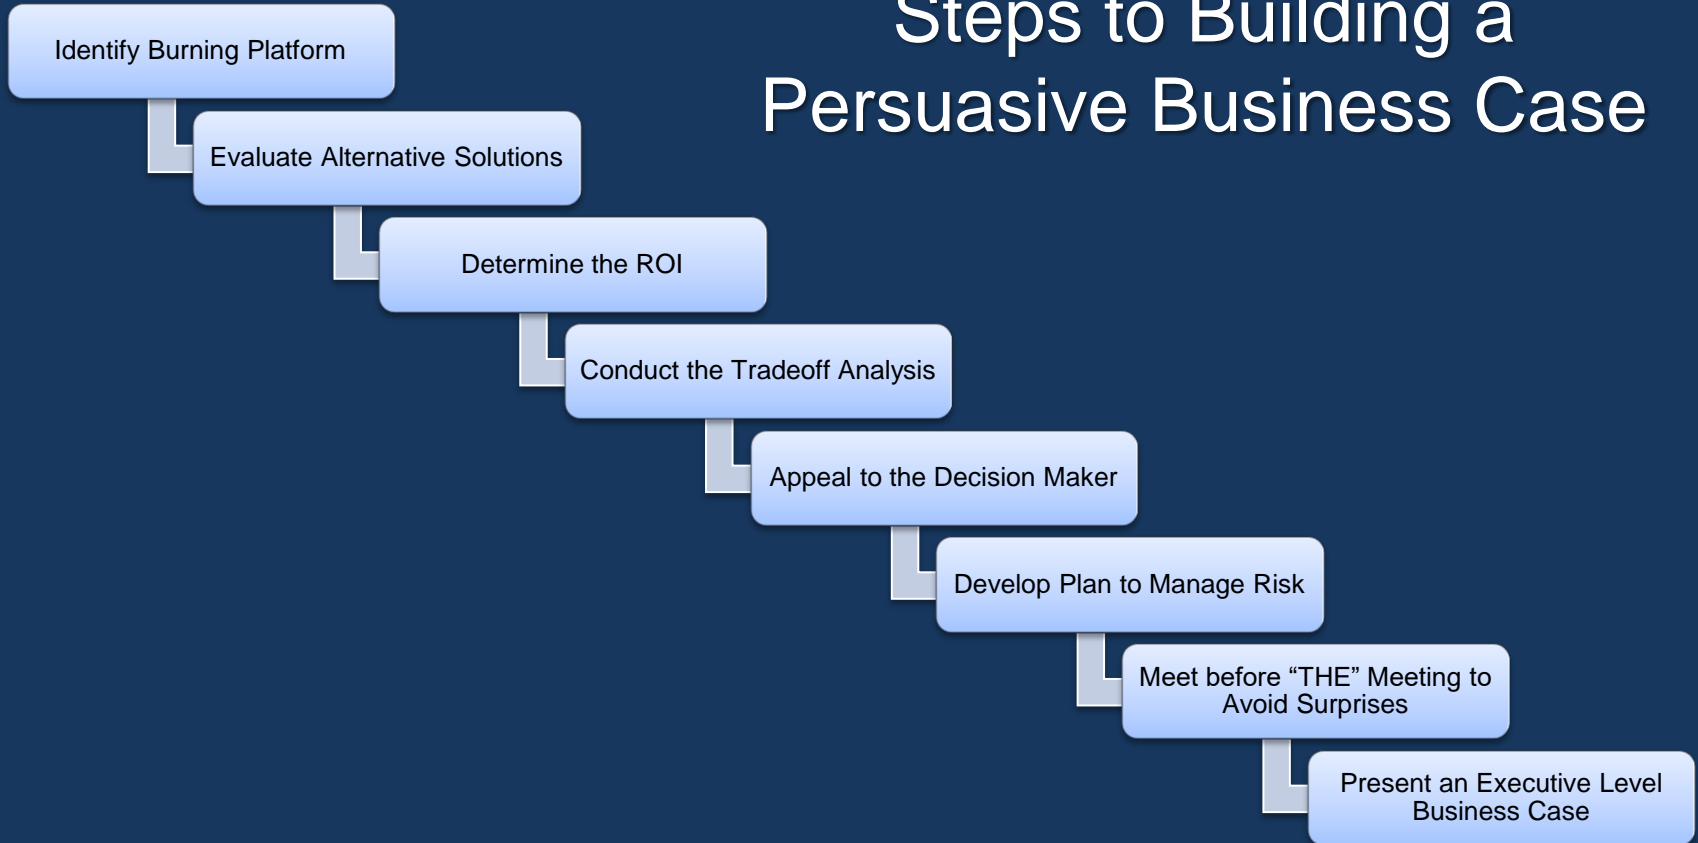 Steps to Building a
Persuasive Business Case
Identify Burning Platform
Evaluate Alternative Solutions
Determine the ROI
Conduct the Tradeoff Analysis
Appeal to the Decision Maker
Develop Plan to Manage Risk
Meet before “THE” Meeting to
Avoid Surprises
Present an Executive Level
Business Case